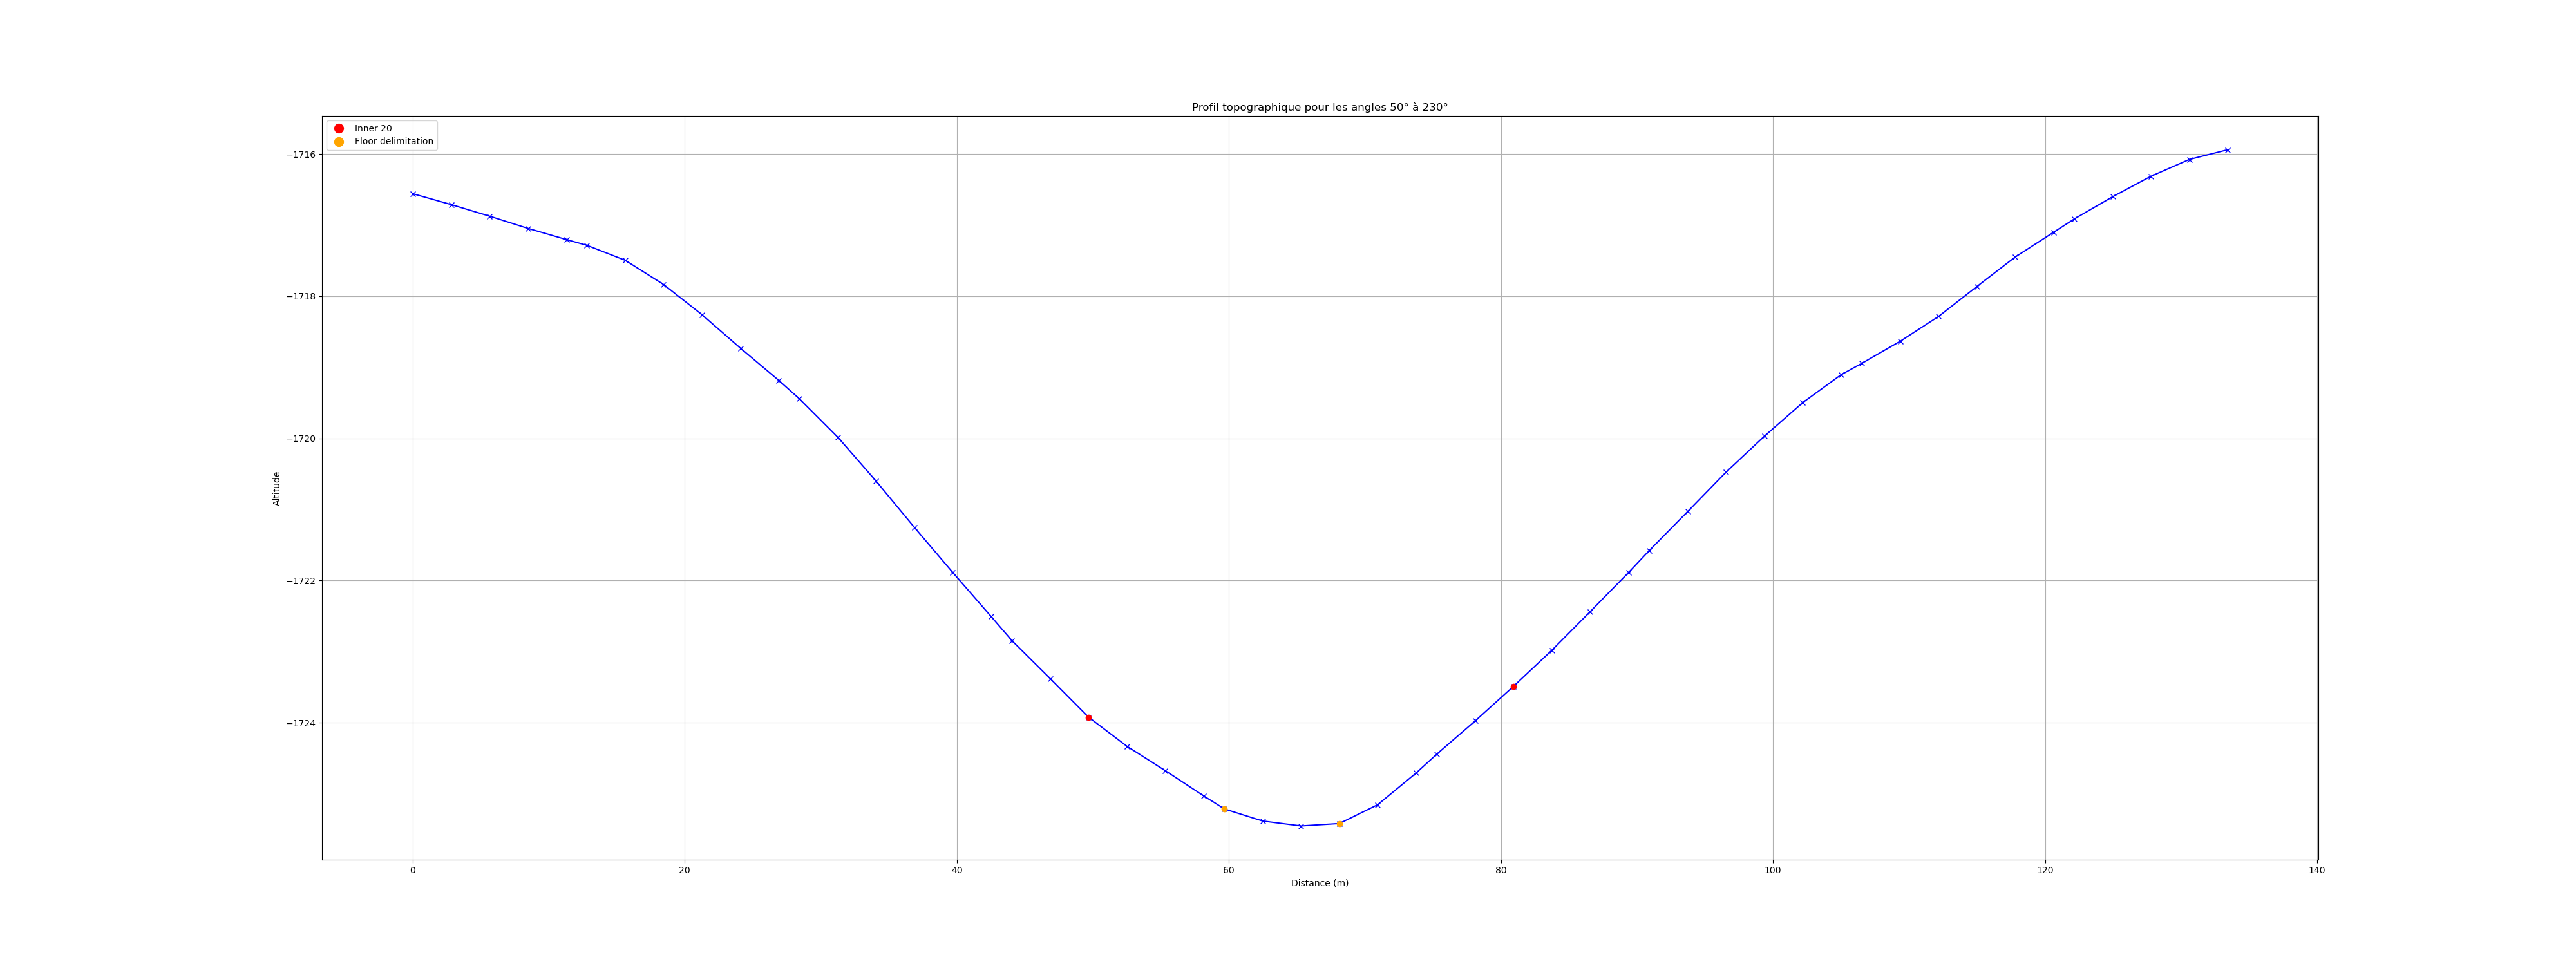 Profil topographique pour les angles 50° à 230°
Inner 20
Floor delimitation
−1716
−1718
−1720
−1722
−1724
Altitude
0 20 40 60 80 100 120 140
Distance (m)